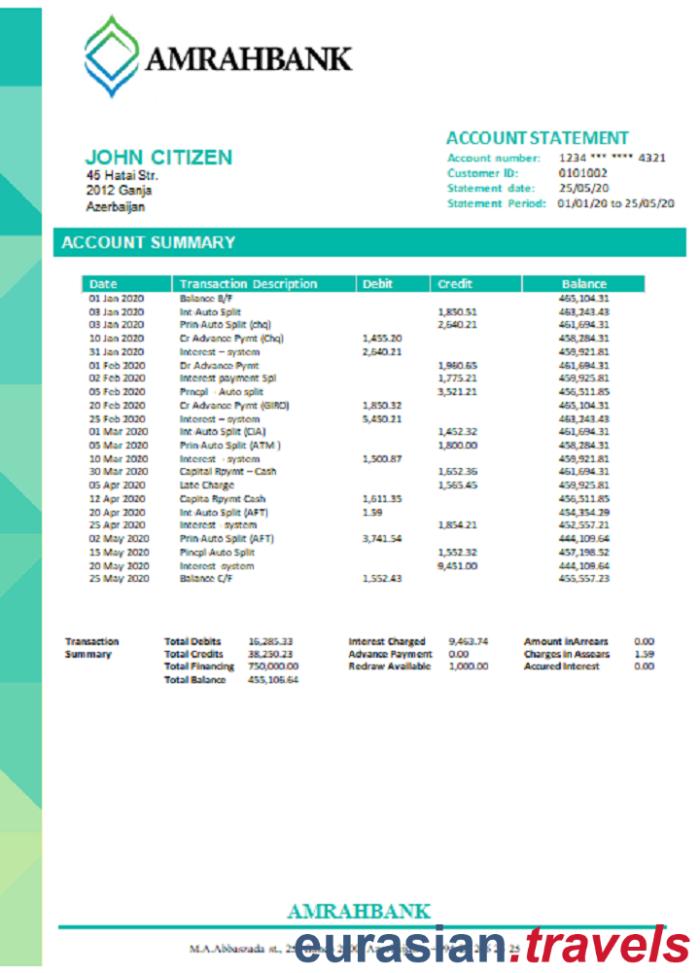 AMRAHBANK
JOHN CITIZEN
45 Hatai Str.
2012 Ganja
Azerbaijan
ACCOUNT STATEMENT
Account number: 1234 *** **** 4321
Customer ID: 0101002
Statement date: 25/05/20
Statement Period: 01/01/20 to 25/05/20
ACCOUNT SUMMARY
Date Transaction Description Debit Credit Balance
01 Jan 2020 Balance B/F 465,104.31
03 Jan 2020 Int-Auto Split 1,850.51 463,243.43
03 Jan 2020 Prin-Auto Split (chq) 2,640.21 461,694.31
10 Jan 2020 Cr Advance Pymt (Chq) 1,455.20 458,284.31
31 Jan 2020 Interest – system 2,640.21 459,921.81
01 Feb 2020 Dr Advance Pymt 1,960.65 461,694.31
02 Feb 2020 Interest payment Spl 1,775.21 459,925.81
05 Feb 2020 Prncpl - Auto split 3,521.21 456,511.85
20 Feb 2020 Cr Advance Pymt (GIRO) 1,850.32 465,104.31
25 Feb 2020 Interest – system 5,450.21 463,243.43
01 Mar 2020 Int-Auto Split (CIA) 1,452.32 461,694.31
05 Mar 2020 Prin-Auto Split (ATM ) 1,800.00 458,284.31
10 Mar 2020 Interest - system 1,500.87 459,921.81
30 Mar 2020 Capital Rpymt – Cash 1,652.36 461,694.31
05 Apr 2020 Late Charge 1,565.45 459,925.81
12 Apr 2020 Capita Rpymt Cash 1,611.35 456,511.85
20 Apr 2020 Int-Auto Split (AFT) 1.59 454,354.29
25 Apr 2020 Interest - system 1,854.21 452,557.21
02 May 2020 Prin-Auto Split (AFT) 3,741.54 444,109.64
15 May 2020 Pincpl-Auto Split 1,552.32 457,198.52
20 May 2020 Interest -system 9,451.00 444,109.64
25 May 2020 Balance C/F 1,552.43 455,557.23
Transaction Total Debits 16,285.33 Interest Charged 9,463.74 Amount inArrears 0.00
Summary Total Credits 38,250.23 Advance Payment 0.00 Charges in Assears 1.59
Total Financing 750,000.00 Redraw Available 1,000.00 Accured Interest 0.00
Total Balance 455,106.64
AMRAHBANK
M.A.Abbaszada st.,
eurasian.travels